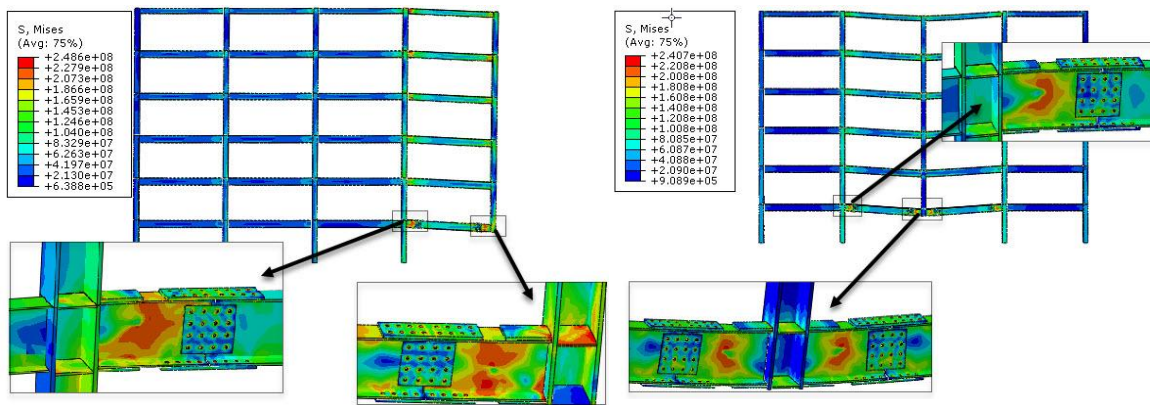 S, Mises
(Avg: 75%)
+2.486e+08
+2.279e+08
+2.073e+08
+1.866e+08
+1.659e+08
+1.453e+08
+1.246e+08
+1.040e+08
+8.329e+07
+6.263e+07
+4.197e+07
+2.130e+07
+6.388e+05
S, Mises
(Avg: 75%)
+2.407e+08
+2.208e+08
+2.008e+08
+1.808e+08
+1.608e+08
+1.408e+08
+1.208e+08
+1.008e+08
+8.085e+07
+6.087e+07
+4.088e+07
+2.090e+07
+9.089e+05